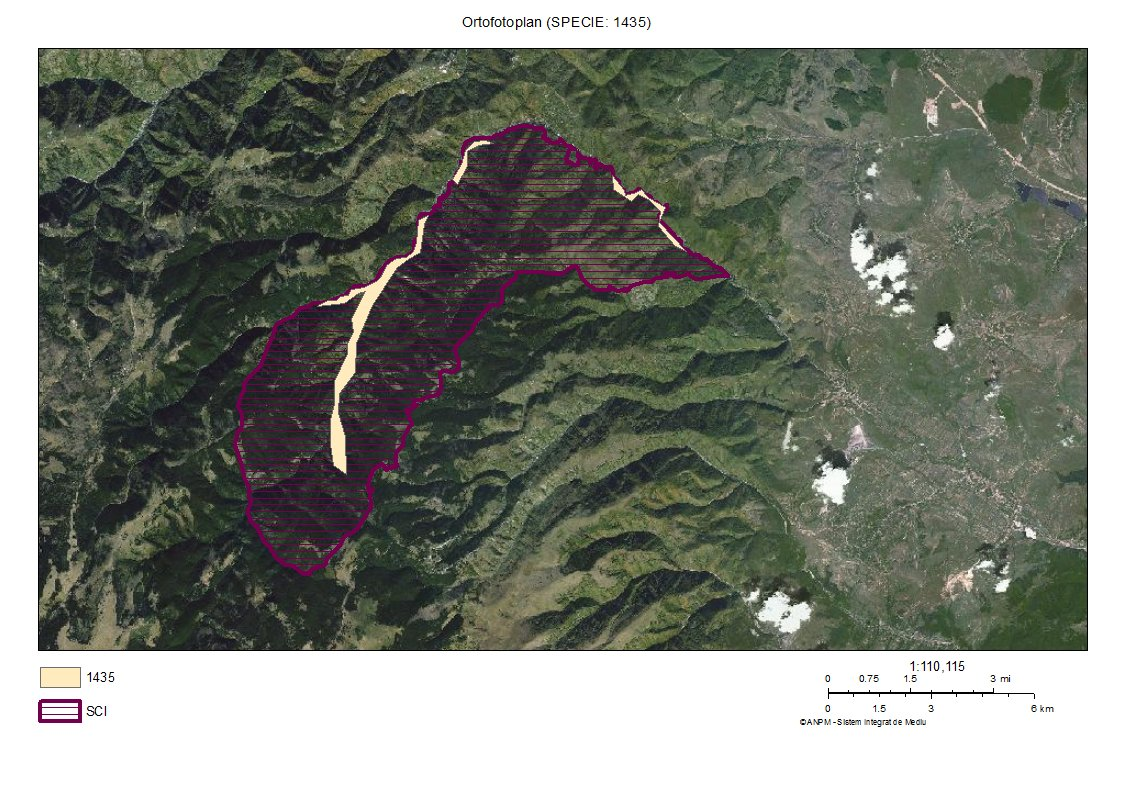 Ortofotoplan (SPECIE: 1435)
1435
SCI
1:110,115
0 0.75 1.5 3 mi
0 1.5 3 6 km
©ANPM - Sistem Integrat de Mediu